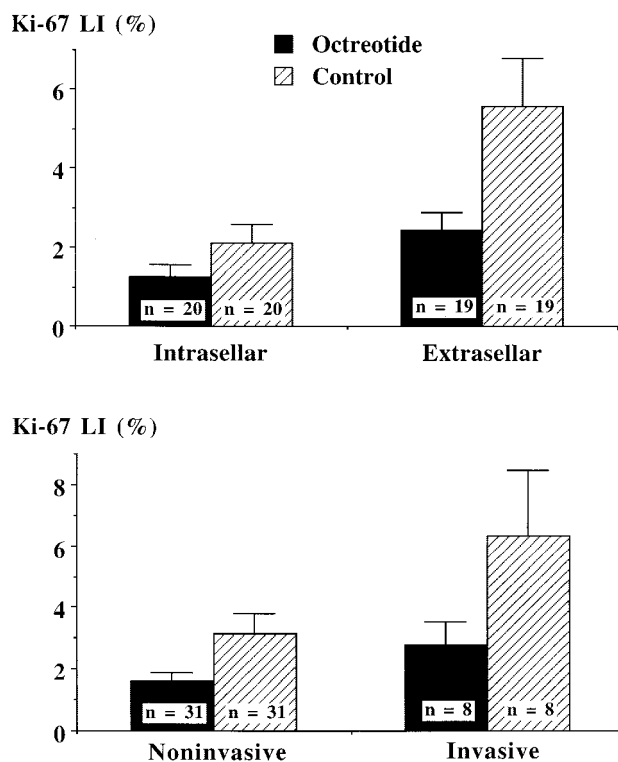 Ki-67 LI (%)
Octreotide
Control
6
4
2
0
n = 20 n = 20 n = 19 n = 19
Intrasellar Extrasellar
Ki-67 LI (%)
8
6
4
2
0
n = 31 n = 31 n = 8 n = 8
Noninvasive Invasive